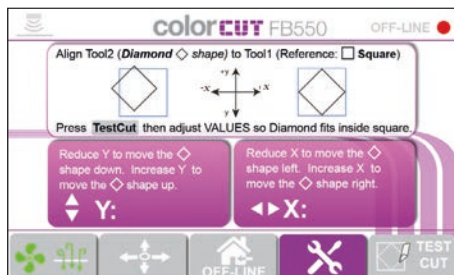 colorCUT FB550 OFF-LINE
Align Tool2 (Diamond ◇ shape) to Tool1 (Reference: □ Square)
+y
-x +x
y
Press TestCut then adjust VALUES so Diamond fits inside square.
Reduce Y to move the ◇
shape down. Increase Y to
move the ◇ shape up.
Y:
Reduce X to move the ◇
shape left. Increase X to
move the ◇ shape right.
X:
OFF-LINE
TEST
CUT